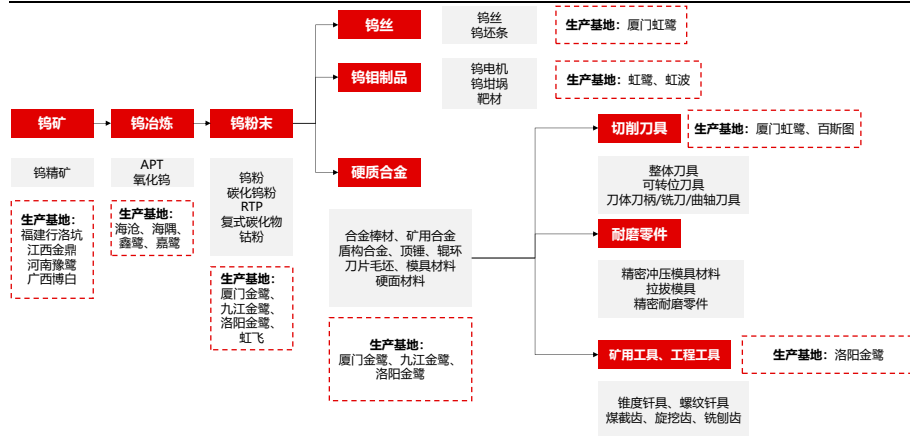 钨矿
钨精矿
生产基地：
福建行洛坑
江西金鼎
河南豫鹭
广西博白
钨冶炼
APT
氧化钨
生产基地：
海沧、海隅、
鑫鹭、嘉鹭
钨粉末
钨粉
碳化钨粉
RTP
复式碳化物
钴粉
生产基地：
厦门金鹭、
九江金鹭、
洛阳金鹭、
虹飞
钨丝
钨丝
钨坯条
生产基地：厦门虹鹭
钨钼制品
钨电机
钨坩埚
靶材
生产基地：虹鹭、虹波
硬质合金
合金棒材、矿用合金
盾构合金、顶锤、辊环
刀片毛坯、模具材料
硬面材料
生产基地：
厦门金鹭、九江金鹭、
洛阳金鹭
切削刀具
生产基地：厦门虹鹭、百斯图
整体刀具
可转位刀具
刀体刀柄/铣刀/曲轴刀具
耐磨零件
精密冲压模具材料
拉拔模具
精密耐磨零件
矿用工具、工程工具
生产基地：洛阳金鹭
锥度钎具、螺纹钎具
煤截齿、旋挖齿、铣刨齿